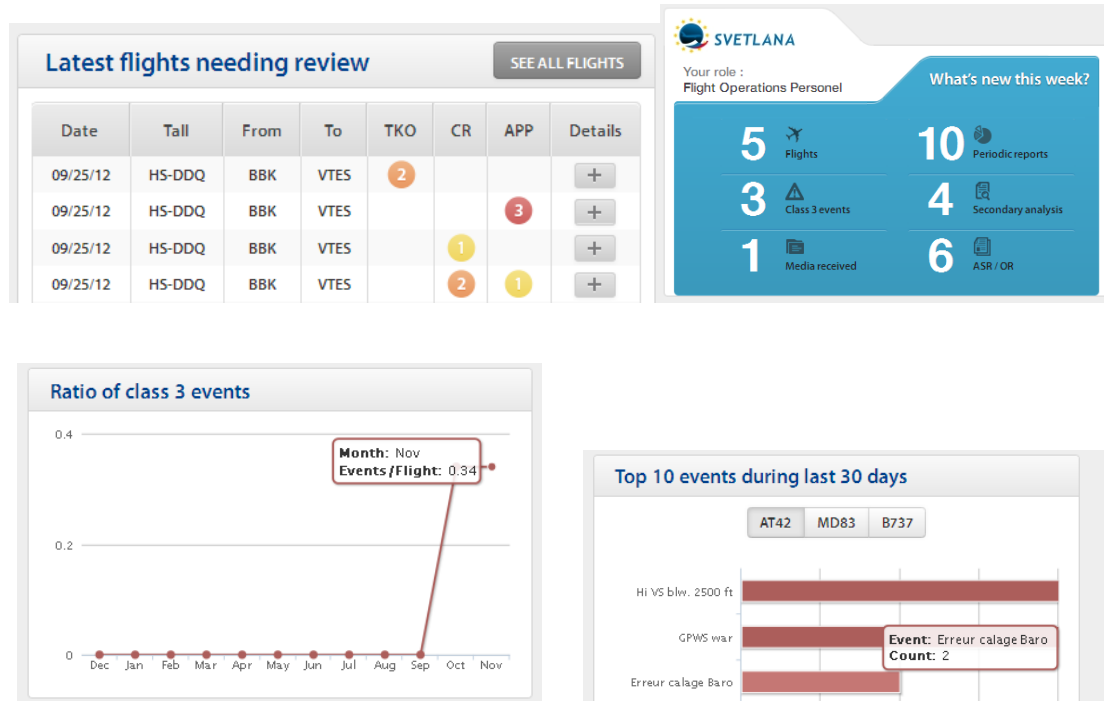 Latest flights needing review
SEE ALL FLIGHTS
Date Tall From To TKO CR APP Details
09/25/12 HS-DDQ BBK VTES 2 +
09/25/12 HS-DDQ BBK VTES 3 +
09/25/12 HS-DDQ BBK VTES 1 +
09/25/12 HS-DDQ BBK VTES 2 1 +
SVETLANA
Your role :
Flight Operations Personel
What's new this week?
5 Flights
10 Periodic reports
3 Class 3 events
4 Secondary analysis
1 Media received
6 ASR / OR
Ratio of class 3 events
0.4
Month: Nov
Events/Flight: 0.34
0.2
0
Dec Jan Feb Mar Apr May Jun Jul Aug Sep Oct Nov
Top 10 events during last 30 days
AT42 MD83 B737
Hi VS blw. 2500 ft
GPWS war
Event: Erreur calage Baro
Count: 2
Erreur calage Baro